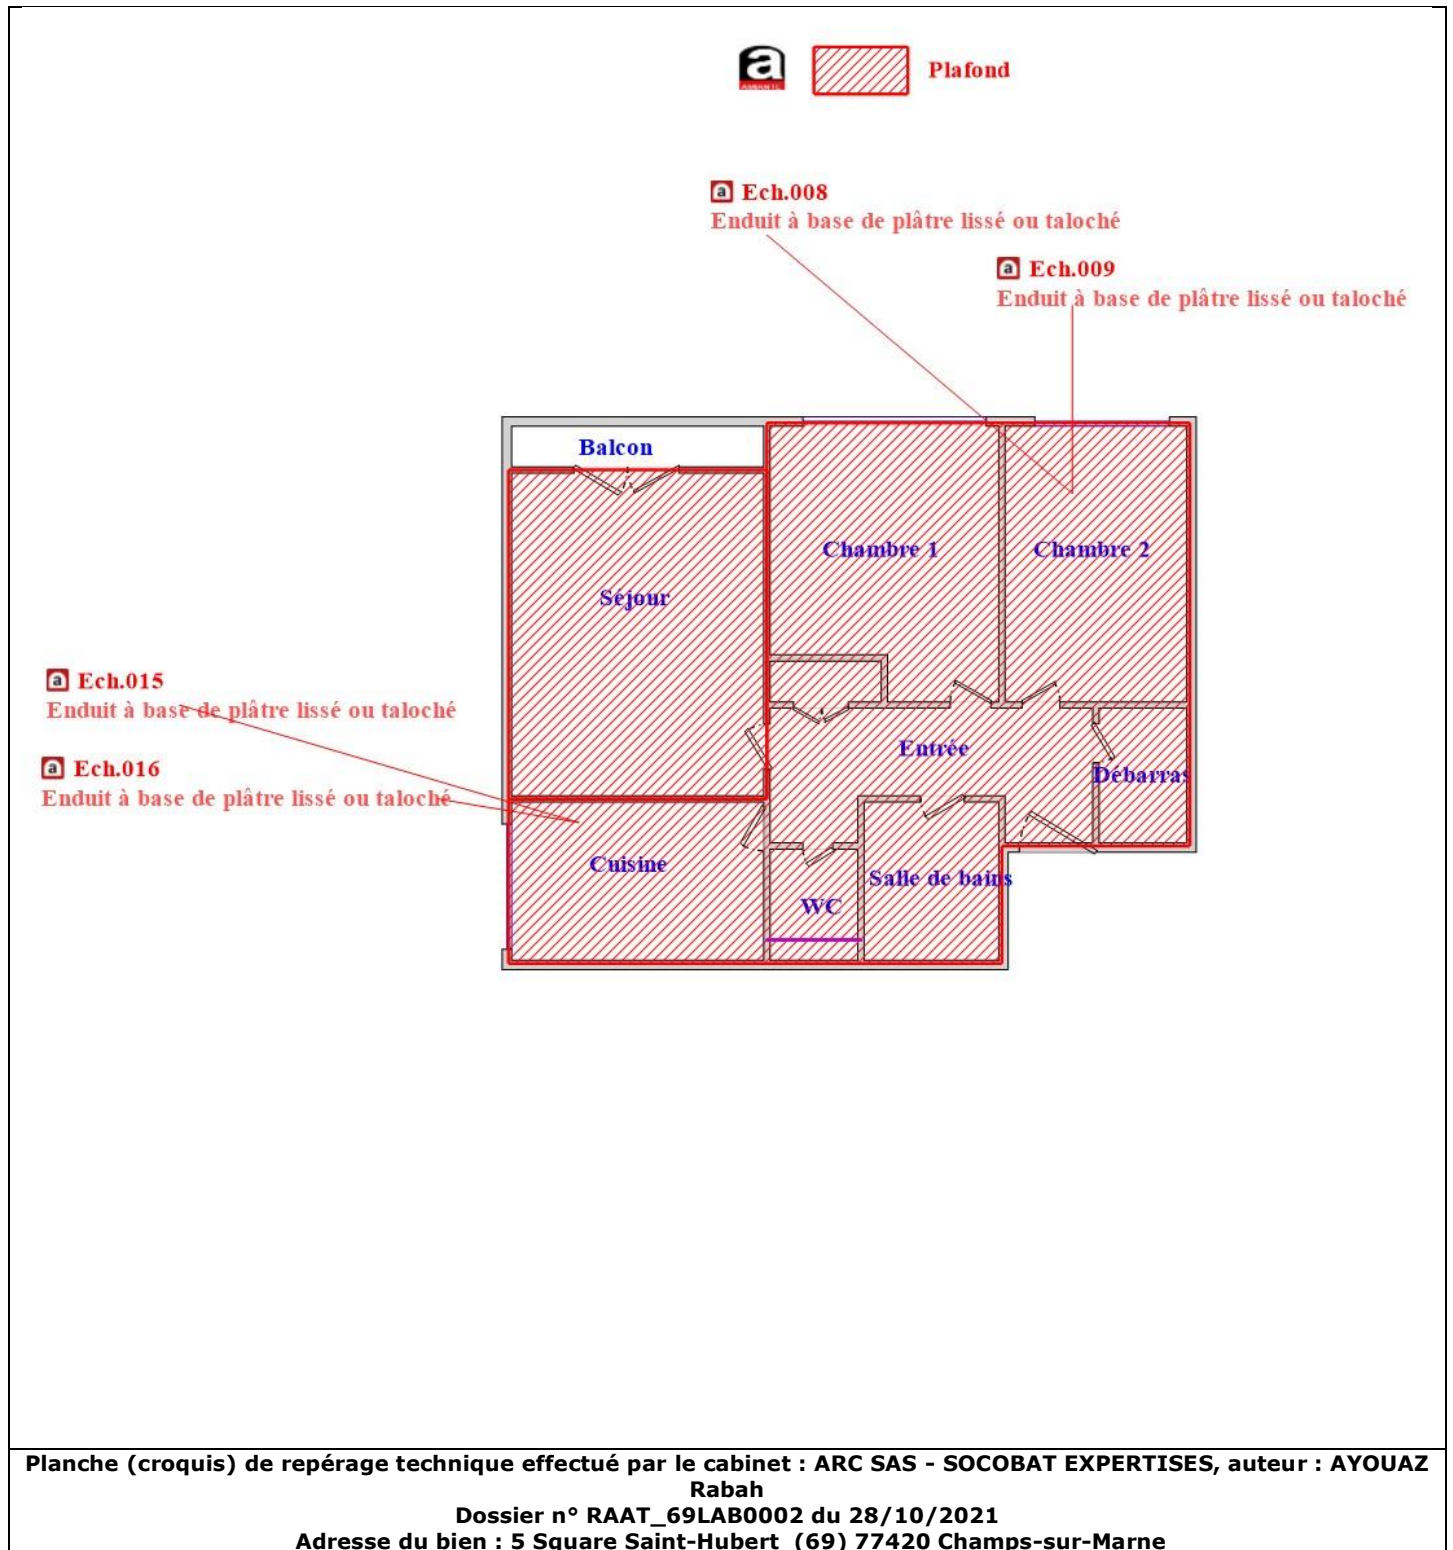 a
AMIANTE
Plafond
a Ech.008
Enduit à base de plâtre lissé ou taloché
a Ech.009
Enduit à base de plâtre lissé ou taloché
Balcon
Chambre 1
Chambre 2
Séjour
a Ech.015
Enduit à base de plâtre lissé ou taloché
Entrée
a Ech.016
Débarras
Enduit à base de plâtre lissé ou taloché
Cuisine
Salle de bains
WC
Planche (croquis) de repérage technique effectué par le cabinet : ARC SAS - SOCOBAT EXPERTISES, auteur : AYOUAZ
Rabah
Dossier n° RAAT_69LAB0002 du 28/10/2021
Adresse du bien : 5 Square Saint-Hubert (69) 77420 Champs-sur-Marne